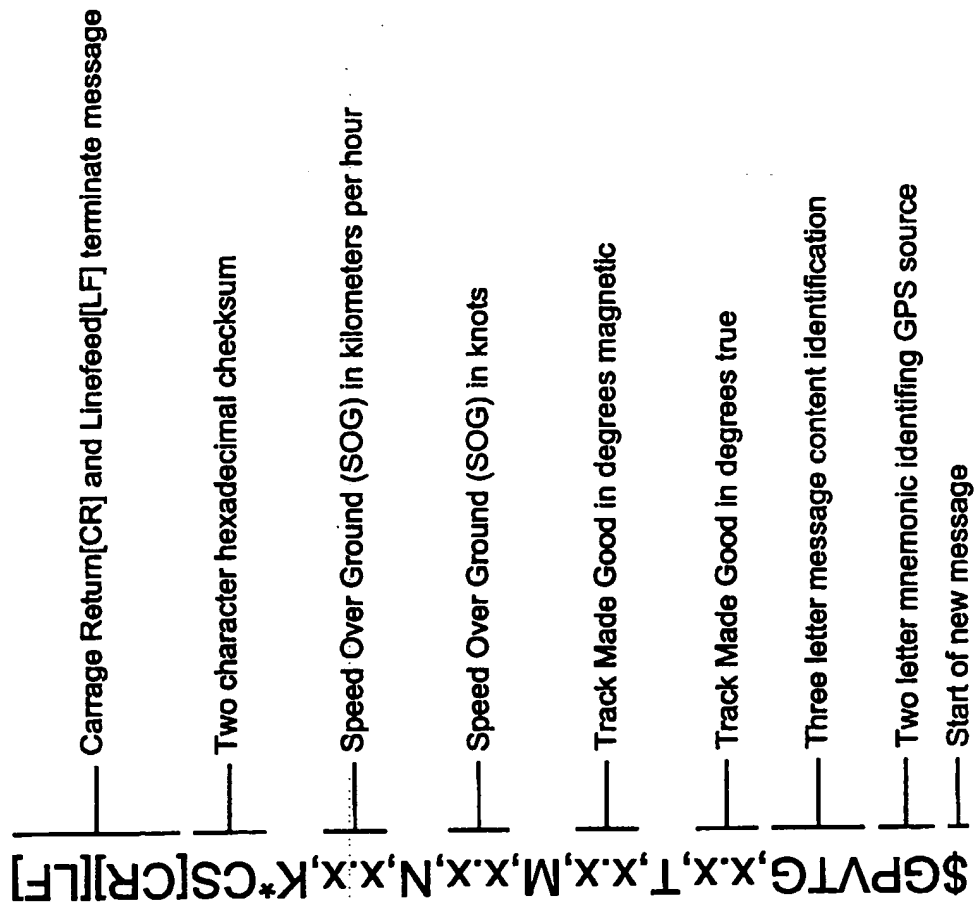 $GPVTG,x.x,T,x.x,M,x.x,N,x.x,K*CS[CR][LF]
Carrage Return[CR] and Linefeed[LF] terminate message
Two character hexadecimal checksum
Speed Over Ground (SOG) in kilometers per hour
Speed Over Ground (SOG) in knots
Track Made Good in degrees magnetic
Track Made Good in degrees true
Three letter message content identification
Two letter mnemonic identifing GPS source
Start of new message